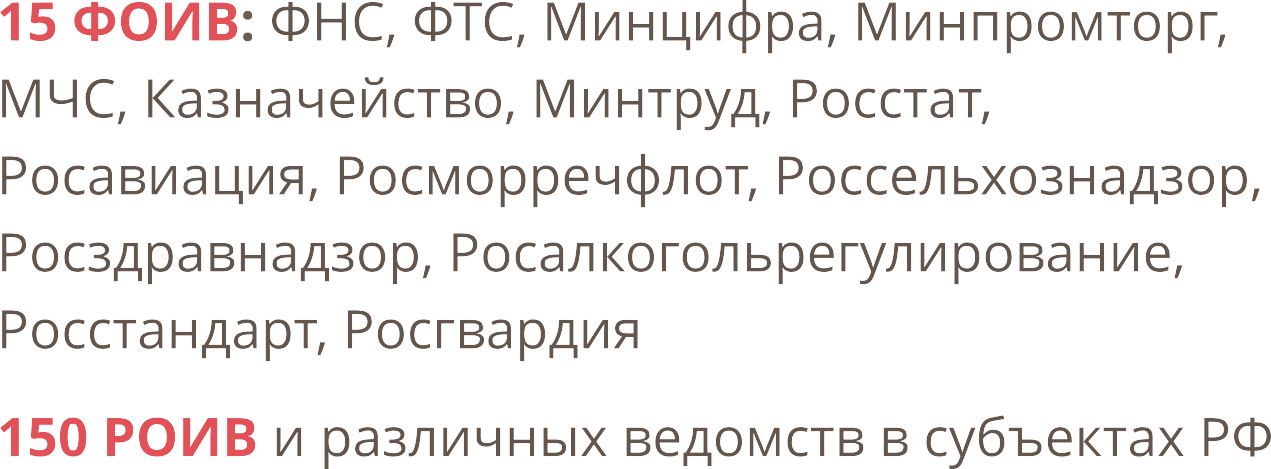 15 ФОИВ: ФНС, ФТС, Минцифра, Минпромторг,
МЧС, Казначейство, Минтруд, Росстат,
Росавиация, Росморречфлот, Россельхознадзор,
Росздравнадзор, Росалкогольрегулирование,
Росстандарт, Росгвардия
150 РОИВ и различных ведомств в субъектах РФ